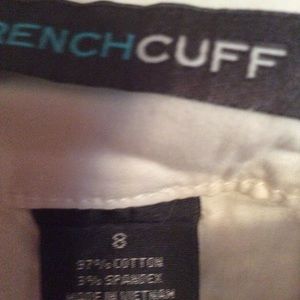 RENCHCUFF
8
97% COTTON
3% SPANDEX
MADE IN VIETNAM